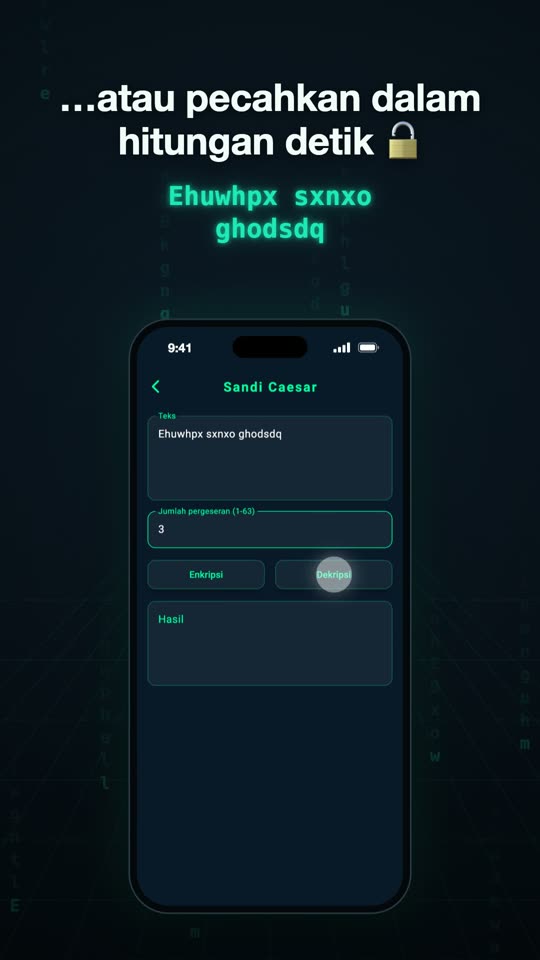 ...atau pecahkan dalam
hitungan detik 🔓
Ehuwhpx sxnxo
ghodsdq
9:41
Sandi Caesar
Teks
Ehuwhpx sxnxo ghodsdq
Jumlah pergeseran (1-63)
3
Enkripsi
Dekripsi
Hasil